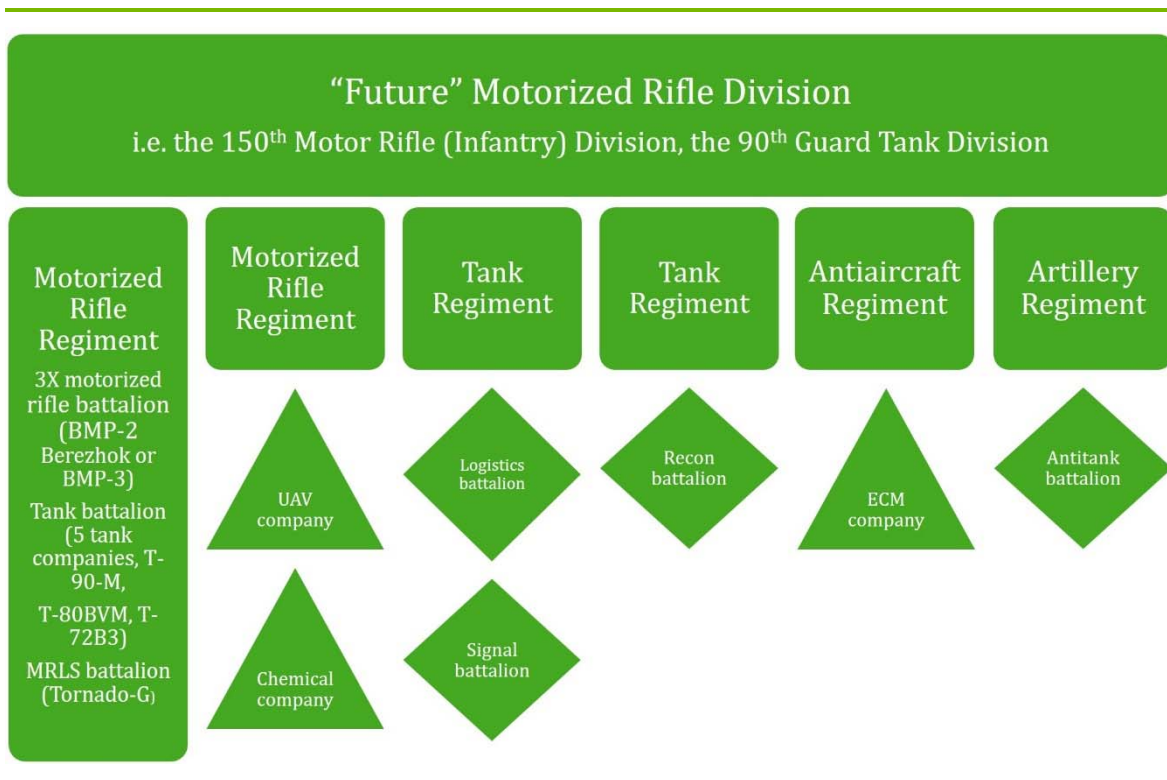 “Future” Motorized Rifle Division
i.e. the 150th Motor Rifle (Infantry) Division, the 90th Guard Tank Division
Motorized
Rifle
Regiment
3X motorized
rifle battalion
(BMP-2
Berezhok or
BMP-3)
Tank battalion
(5 tank
companies, T-
90-M,
T-80BVM, T-
72B3)
MRLS battalion
(Tornado-G)
Motorized
Rifle
Regiment
UAV
company
Chemical
company
Tank
Regiment
Logistics
battalion
Signal
battalion
Tank
Regiment
Recon
battalion
Antiaircraft
Regiment
ECM
company
Artillery
Regiment
Antitank
battalion